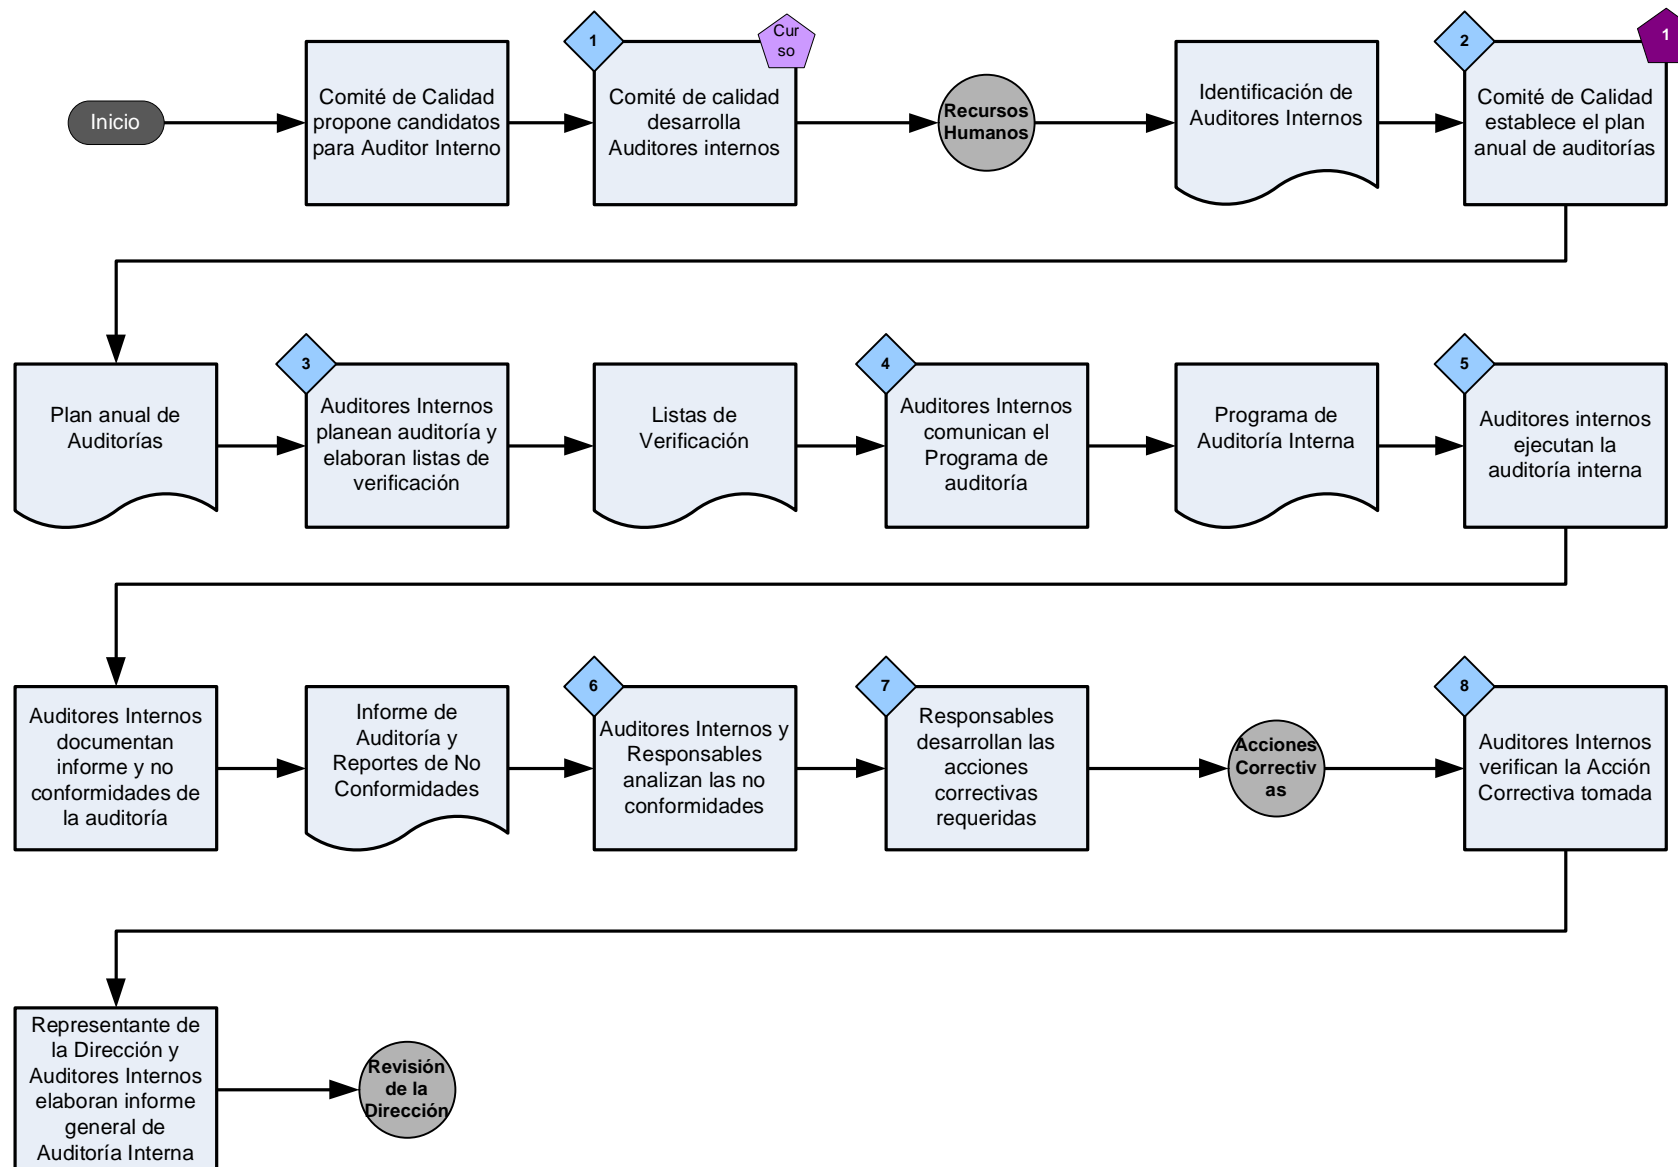 Inicio
Comité de Calidad
propone candidatos
para Auditor Interno
1
Cur
so
Comité de calidad
desarrolla
Auditores internos
Recursos
Humanos
Identificación de
Auditores Internos
2
1
Comité de Calidad
establece el plan
anual de auditorías
Plan anual de
Auditorías
3
Auditores Internos
planean auditoría y
elaboran listas de
verificación
Listas de
Verificación
4
Auditores Internos
comunican el
Programa de
auditoría
Programa de
Auditoría Interna
5
Auditores internos
ejecutan la
auditoría interna
Auditores Internos
documentan
informe y no
conformidades de
la auditoría
Informe de
Auditoría y
Reportes de No
Conformidades
6
Auditores Internos y
Responsables
analizan las no
conformidades
7
Responsables
desarrollan las
acciones
correctivas
requeridas
Acciones
Correctiv
as
8
Auditores Internos
verifican la Acción
Correctiva tomada
Representante de
la Dirección y
Auditores Internos
elaboran informe
general de
Auditoría Interna
Revisión
de la
Dirección